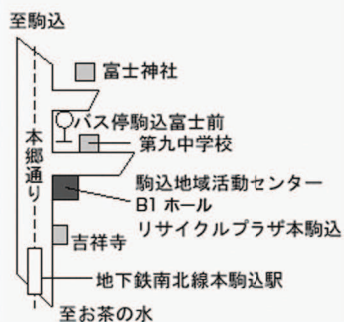 至駒込
富士神社
バス停駒込富士前
第九中学校
本郷通り
駒込地域活動センター
B1 ホール
リサイクルプラザ本駒込
吉祥寺
地下鉄南北線本駒込駅
至お茶の水